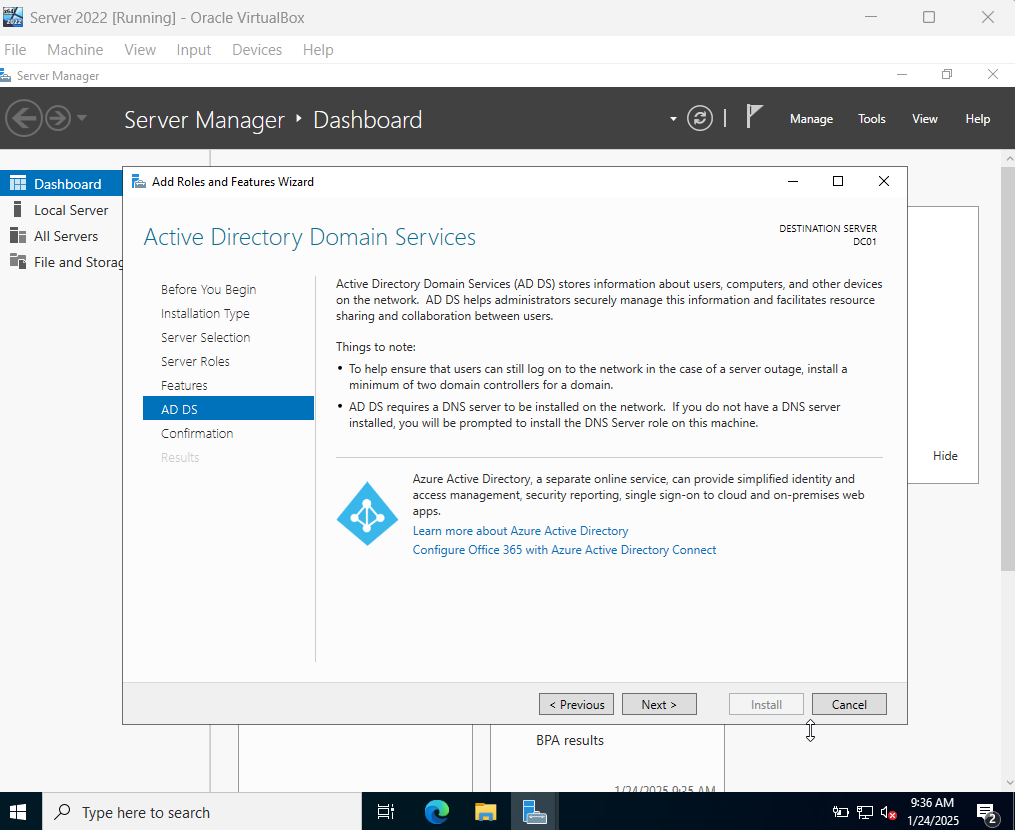 Server 2022 [Running] - Oracle VirtualBox
File Machine View Input Devices Help
Server Manager
Server Manager Dashboard
Manage Tools View Help
Dashboard
Local Server
All Servers
File and Storag
Add Roles and Features Wizard
Active Directory Domain Services
DESTINATION SERVER
DC01
Before You Begin
Installation Type
Server Selection
Server Roles
Features
AD DS
Confirmation
Results
Active Directory Domain Services (AD DS) stores information about users, computers, and other devices
on the network. AD DS helps administrators securely manage this information and facilitates resource
sharing and collaboration between users.
Things to note:
• To help ensure that users can still log on to the network in the case of a server outage, install a
minimum of two domain controllers for a domain.
• AD DS requires a DNS server to be installed on the network. If you do not have a DNS server
installed, you will be prompted to install the DNS Server role on this machine.
Azure Active Directory, a separate online service, can provide simplified identity and
access management, security reporting, single sign-on to cloud and on-premises web
apps.
Learn more about Azure Active Directory
Configure Office 365 with Azure Active Directory Connect
Hide
< Previous Next > Install Cancel
BPA results
1/24/2025 9:35 AM
Type here to search
9:36 AM
1/24/2025
2